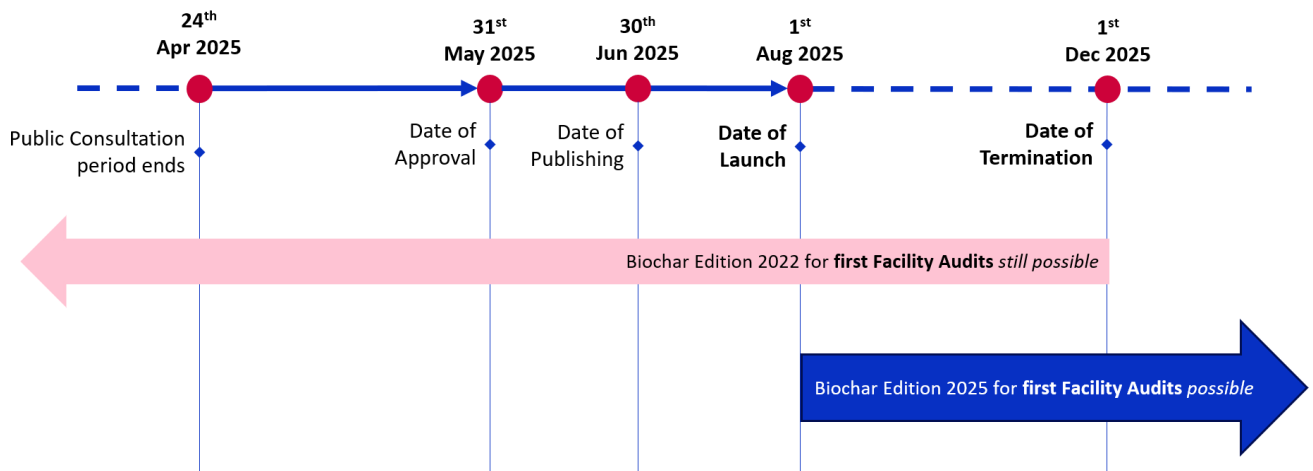 24th
Apr 2025
31st
May 2025
30th
Jun 2025
1st
Aug 2025
1st
Dec 2025
Public Consultation
period ends
Date of
Approval
Date of
Publishing
Date of
Launch
Date of
Termination
Biochar Edition 2022 for first Facility Audits still possible
Biochar Edition 2025 for first Facility Audits possible